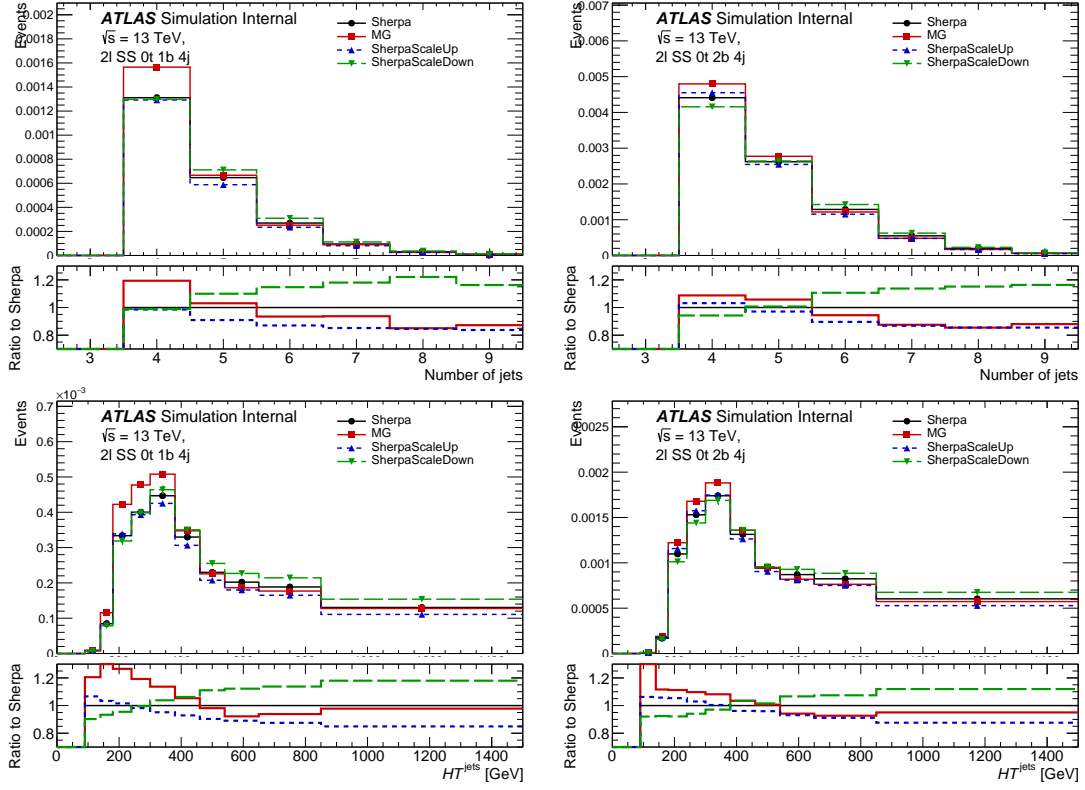 ATLAS Simulation Internal
√s = 13 TeV,
2l SS 0t 1b 4j
Sherpa
MG
SherpaScaleUp
SherpaScaleDown
Events
0.002
0.0018
0.0016
0.0014
0.0012
0.001
0.0008
0.0006
0.0004
0.0002
0
Ratio to Sherpa
1.2
1.0
0.8
3 4 5 6 7 8 9
Number of jets
ATLAS Simulation Internal
√s = 13 TeV,
2l SS 0t 2b 4j
Sherpa
MG
SherpaScaleUp
SherpaScaleDown
Events
0.007
0.006
0.005
0.004
0.003
0.002
0.001
0
Ratio to Sherpa
1.2
1.0
0.8
3 4 5 6 7 8 9
Number of jets
×10⁻³
ATLAS Simulation Internal
√s = 13 TeV,
2l SS 0t 1b 4j
Sherpa
MG
SherpaScaleUp
SherpaScaleDown
Events
0.7
0.6
0.5
0.4
0.3
0.2
0.1
0
Ratio to Sherpa
1.2
1.0
0.8
0 200 400 600 800 1000 1200 1400
HT^jets [GeV]
ATLAS Simulation Internal
√s = 13 TeV,
2l SS 0t 2b 4j
Sherpa
MG
SherpaScaleUp
SherpaScaleDown
Events
0.0025
0.002
0.0015
0.001
0.0005
0
Ratio to Sherpa
1.2
1.0
0.8
0 200 400 600 800 1000 1200 1400
HT^jets [GeV]